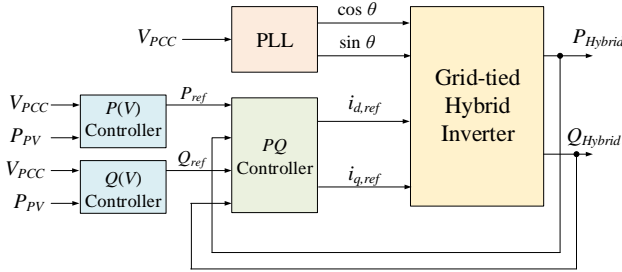 cos θ
V_PCC
PLL
sin θ
P_Hybrid
Grid-tied
Hybrid
Inverter
V_PCC
P(V)
Controller
P_ref
P_PV
PQ
Controller
i_d,ref
V_PCC
Q(V)
Controller
Q_ref
P_PV
i_q,ref
Q_Hybrid